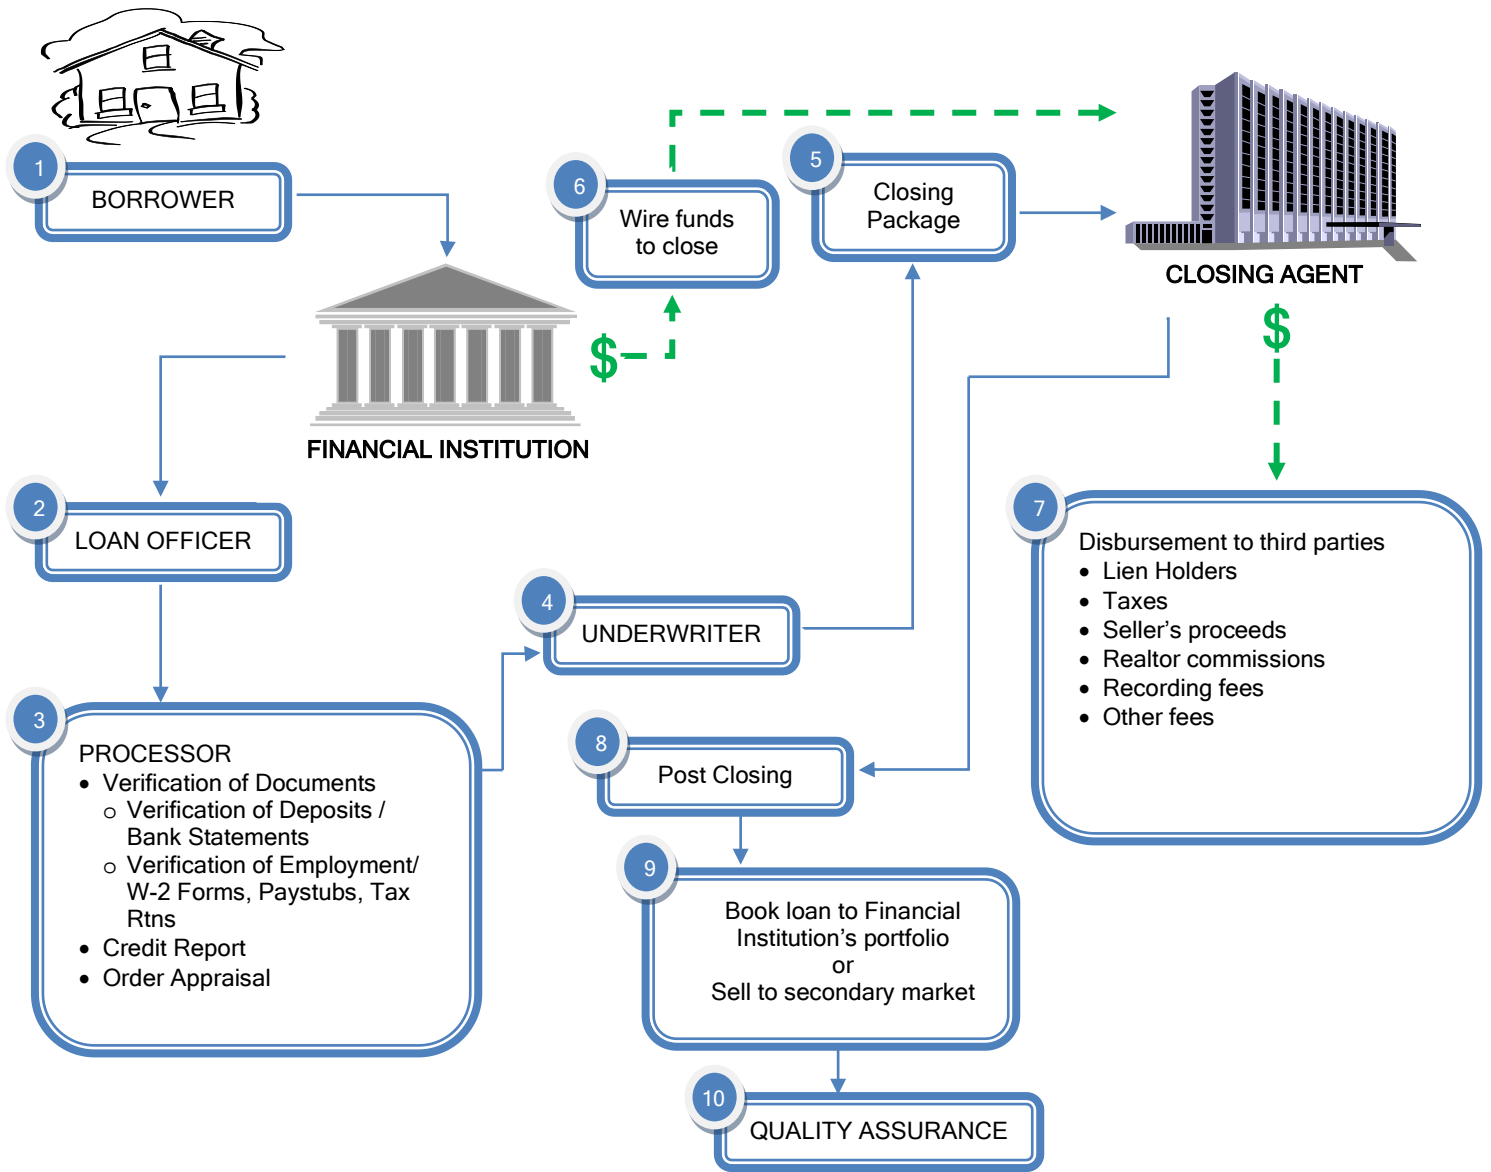 1
BORROWER
FINANCIAL INSTITUTION
$
2
LOAN OFFICER
3
PROCESSOR
• Verification of Documents
o Verification of Deposits /
Bank Statements
o Verification of Employment/
W-2 Forms, Paystubs, Tax
Rtns
• Credit Report
• Order Appraisal
4
UNDERWRITER
5
Closing
Package
6
Wire funds
to close
CLOSING AGENT
$
7
Disbursement to third parties
• Lien Holders
• Taxes
• Seller’s proceeds
• Realtor commissions
• Recording fees
• Other fees
8
Post Closing
9
Book loan to Financial
Institution’s portfolio
or
Sell to secondary market
10
QUALITY ASSURANCE